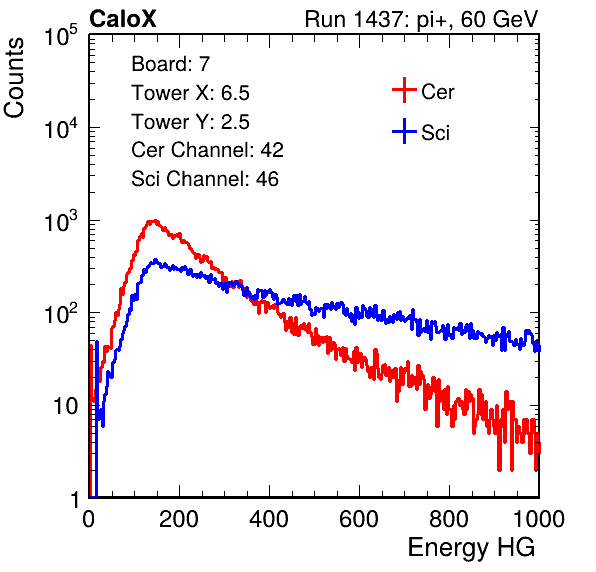 CaloX Run 1437: pi+, 60 GeV
Counts
10^5
10^4
10^3
10^2
10
1
Board: 7
Tower X: 6.5
Tower Y: 2.5
Cer Channel: 42
Sci Channel: 46
Cer
Sci
0 200 400 600 800 1000
Energy HG